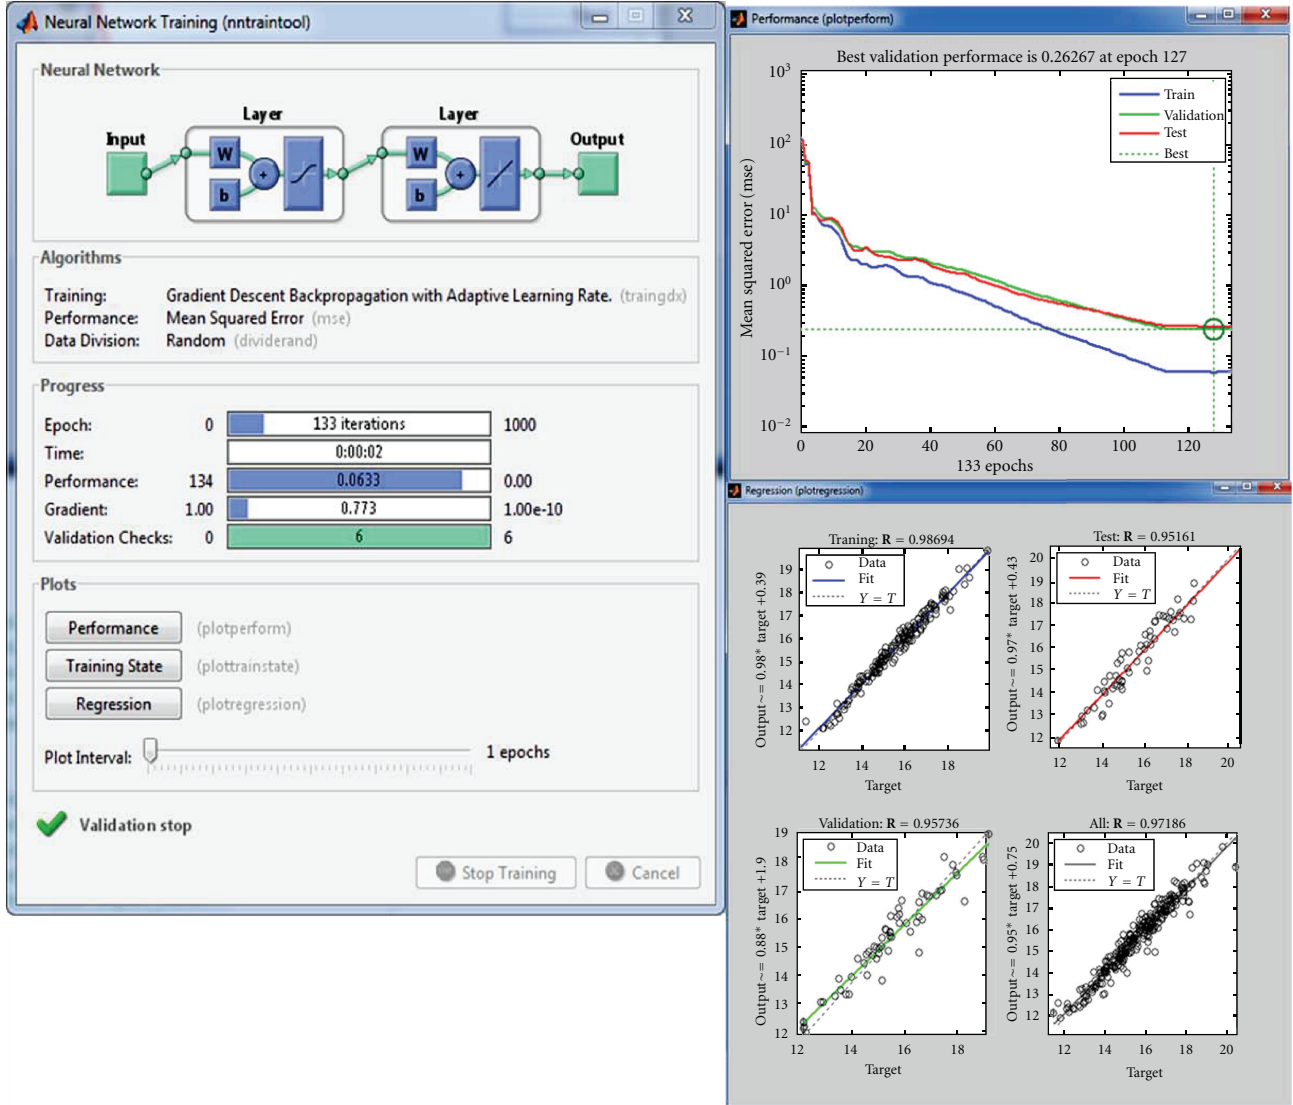 Neural Network Training (nntraintool)
Neural Network
Layer
Layer
Input
Output
W
b
+
W
b
+
Algorithms
Training: Gradient Descent Backpropagation with Adaptive Learning Rate. (traingdx)
Performance: Mean Squared Error (mse)
Data Division: Random (dividerand)
Progress
Epoch: 0 133 iterations 1000
Time: 0:00:02
Performance: 134 0.0633 0.00
Gradient: 1.00 0.773 1.00e-10
Validation Checks: 0 6 6
Plots
Performance (plotperform)
Training State (plottrainstate)
Regression (plotregression)
Plot Interval: 1 epochs
Validation stop
Stop Training
Cancel
Performance (plotperform)
Best validation performace is 0.26267 at epoch 127
Mean squared error (mse)
10³
10²
10¹
10⁰
10⁻¹
10⁻²
Train
Validation
Test
Best
0 20 40 60 80 100 120
133 epochs
Regression (plotregression)
Traning: R = 0.98694
Output ~= 0.98* target +0.39
19
18
17
16
15
14
13
12
Data
Fit
Y = T
12 14 16 18
Target
Test: R = 0.95161
Output ~= 0.97* target +0.43
20
19
18
17
16
15
14
13
12
Data
Fit
Y = T
12 14 16 18 20
Target
Validation: R = 0.95736
Output ~= 0.88* target +1.9
19
18
17
16
15
14
13
12
Data
Fit
Y = T
12 14 16 18
Target
All: R = 0.97186
Output ~= 0.95* target +0.75
20
19
18
17
16
15
14
13
12
Data
Fit
Y = T
12 14 16 18 20
Target